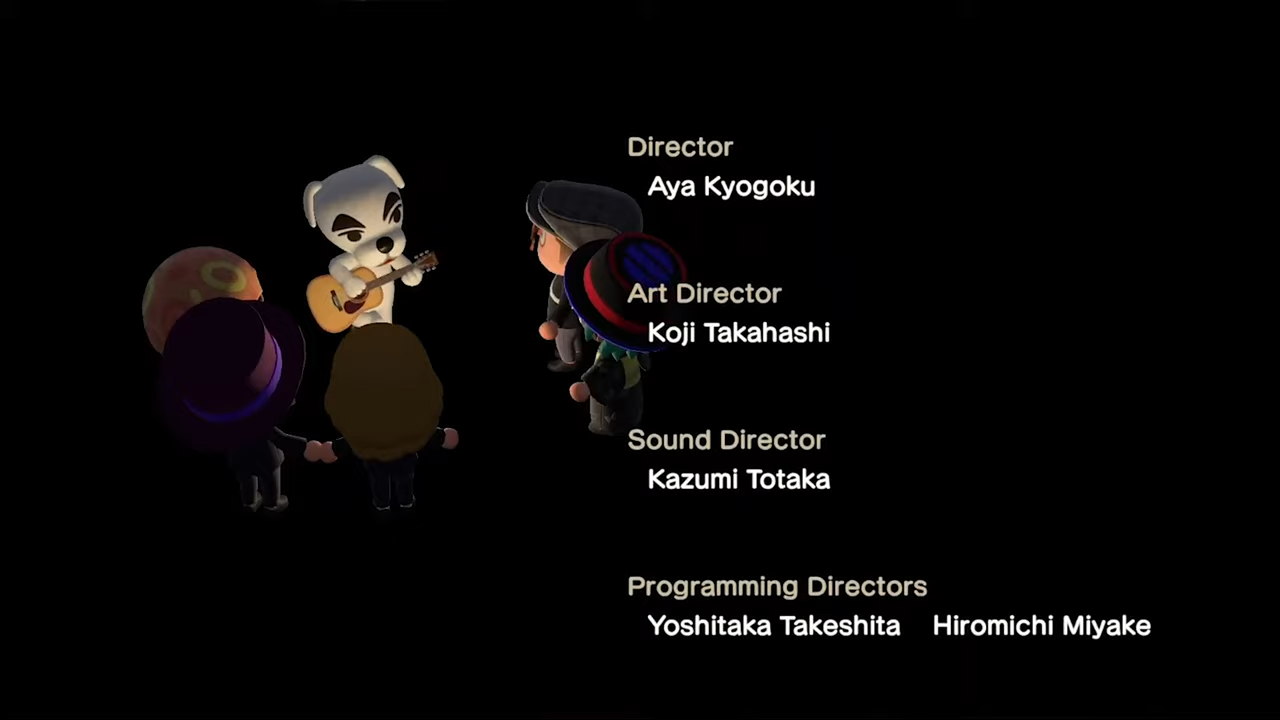 Director
Aya Kyogoku
Art Director
Koji Takahashi
Sound Director
Kazumi Totaka
Programming Directors
Yoshitaka Takeshita Hiromichi Miyake